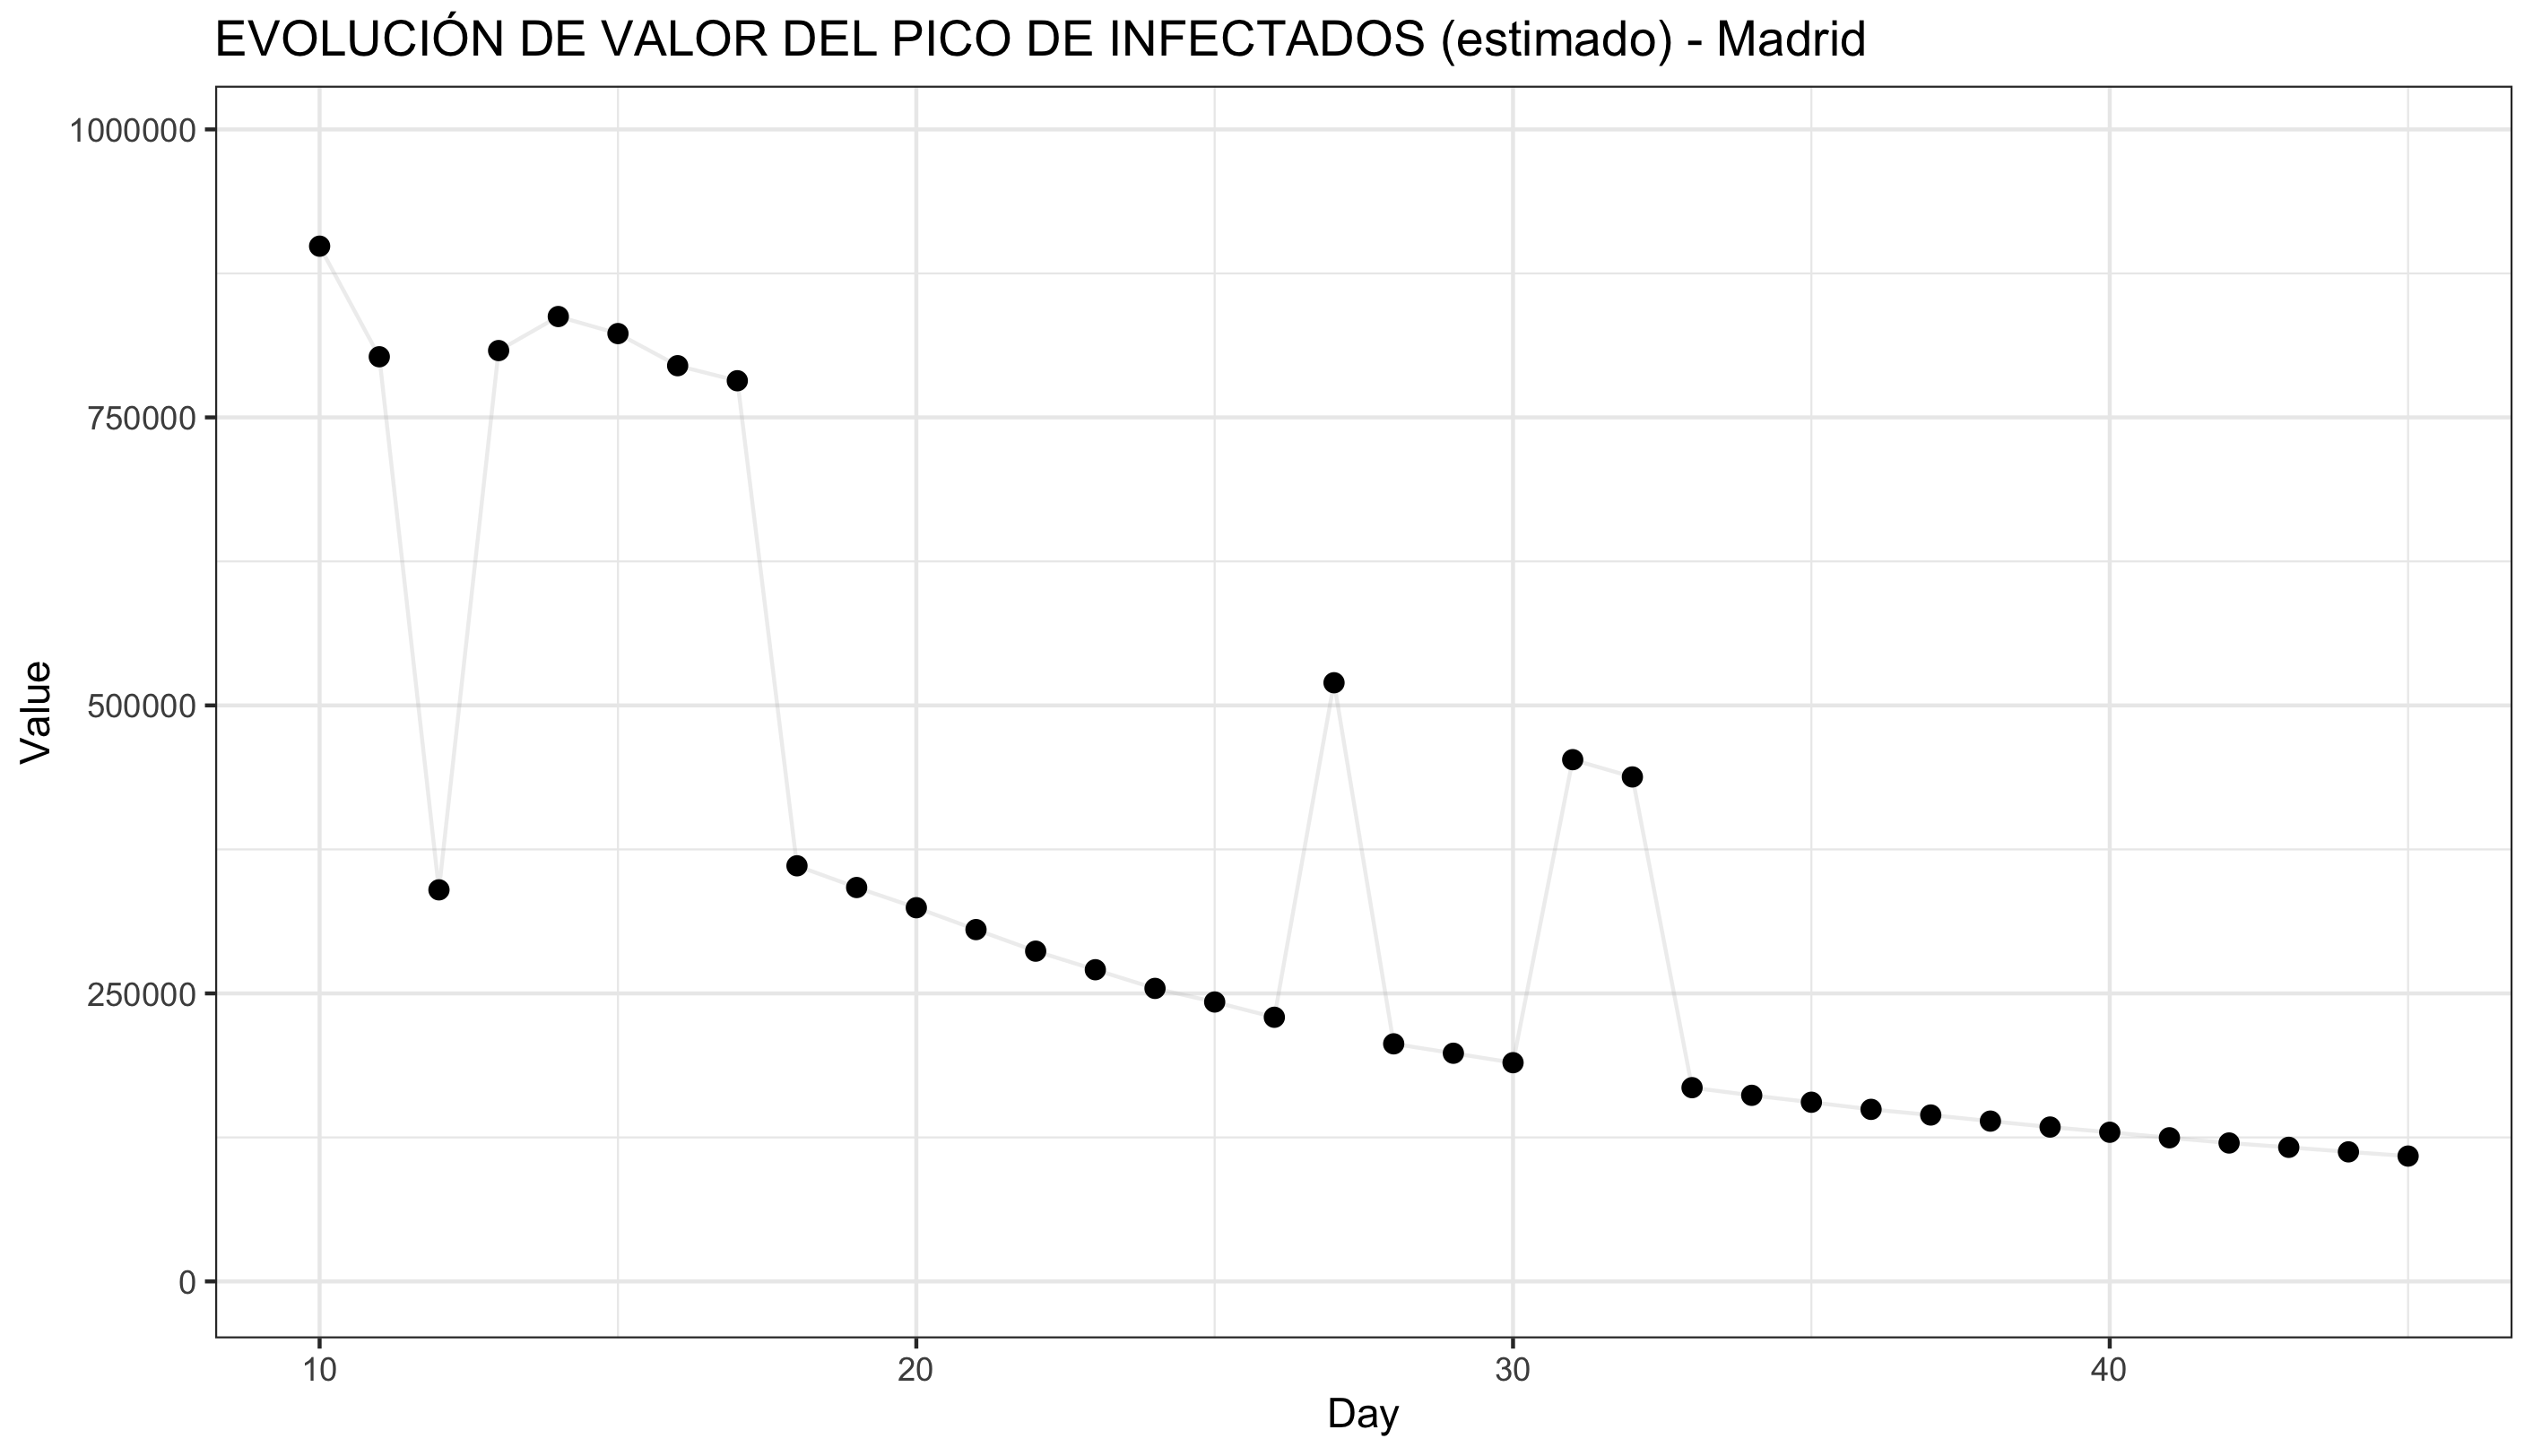 EVOLUCIÓN DE VALOR DEL PICO DE INFECTADOS (estimado) - Madrid
1000000
750000
500000
250000
0
Value
10 20 30 40
Day